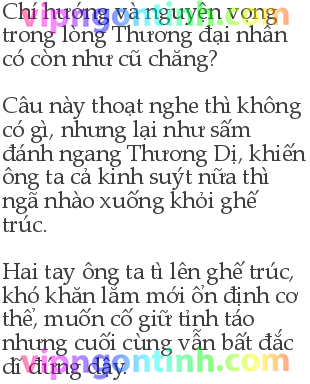 Chí hướng và nguyện vọng
trong lòng Thương đại nhân
có còn như cũ chăng?
Câu này thoạt nghe thì không
có gì, nhưng lại như sấm
đánh ngang Thương Dị, khiến
ông ta cả kinh suýt nữa thì
ngã nhào xuống khỏi ghế
trúc.
Hai tay ông ta tì lên ghế trúc,
khó khăn lắm mới ổn định cơ
thể, muốn cố giữ tỉnh táo
nhưng cuối cùng vẫn bất đắc
dĩ đứng dậy.
vipngontinh.com
vipngontinh.com